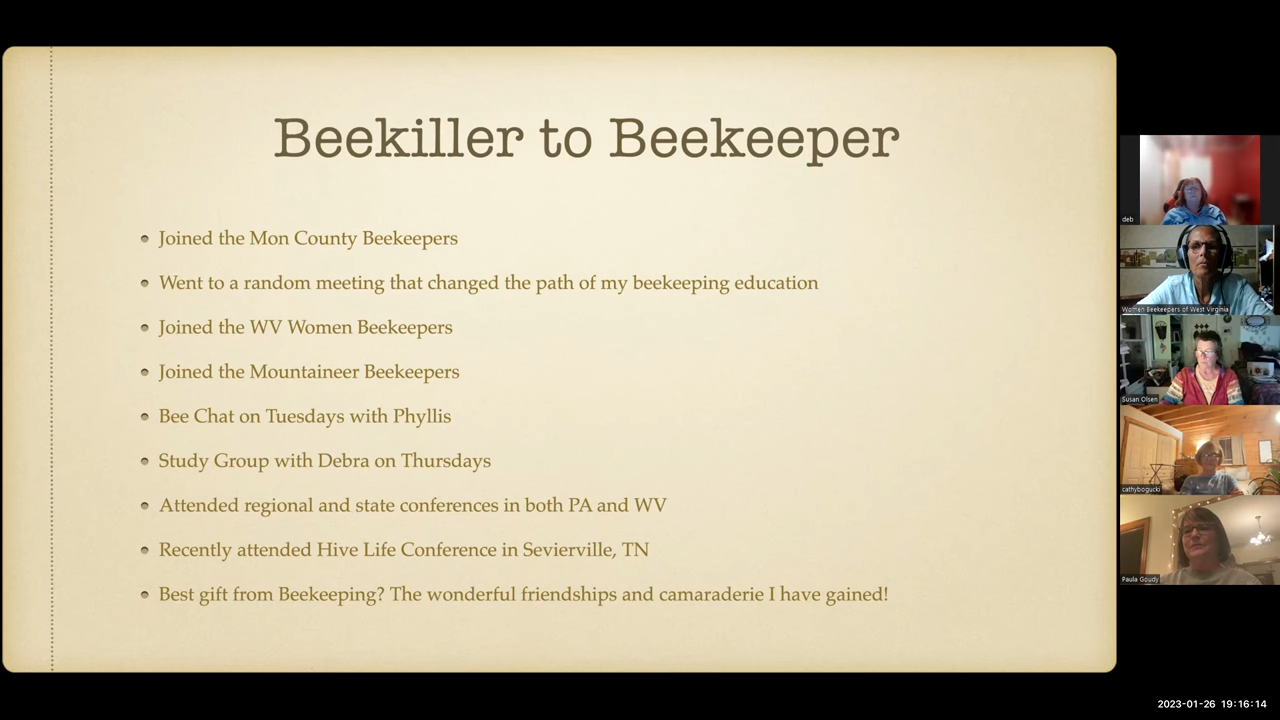 Beekiller to Beekeeper
Joined the Mon County Beekeepers
Went to a random meeting that changed the path of my beekeeping education
Joined the WV Women Beekeepers
Joined the Mountaineer Beekeepers
Bee Chat on Tuesdays with Phyllis
Study Group with Debra on Thursdays
Attended regional and state conferences in both PA and WV
Recently attended Hive Life Conference in Sevierville, TN
Best gift from Beekeeping? The wonderful friendships and camaraderie I have gained!
deb
Women Beekeepers of West Virginia
Susan Olsen
cathybogucki
Paula Goudy
2023-01-26 19:16:14